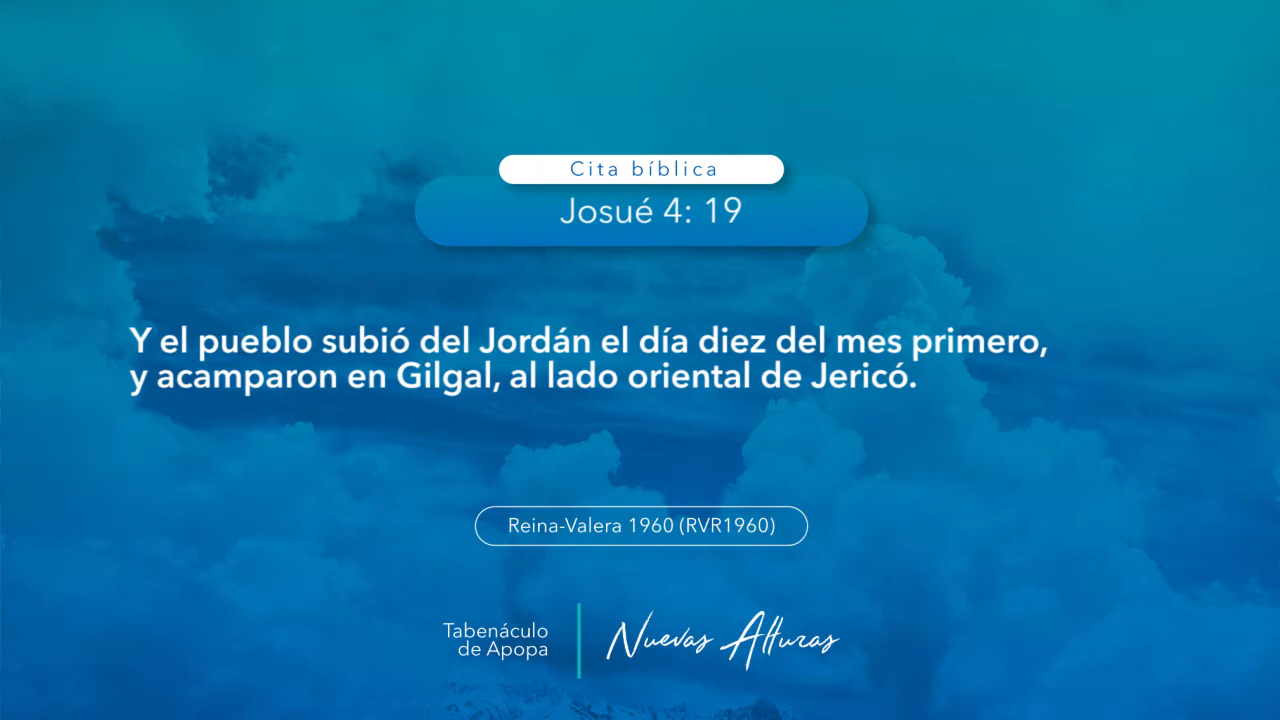 Cita bíblica
Josué 4: 19
Y el pueblo subió del Jordán el día diez del mes primero,
y acamparon en Gilgal, al lado oriental de Jericó.
Reina-Valera 1960 (RVR1960)
Tabenáculo
de Apopa
Nuevas Alturas